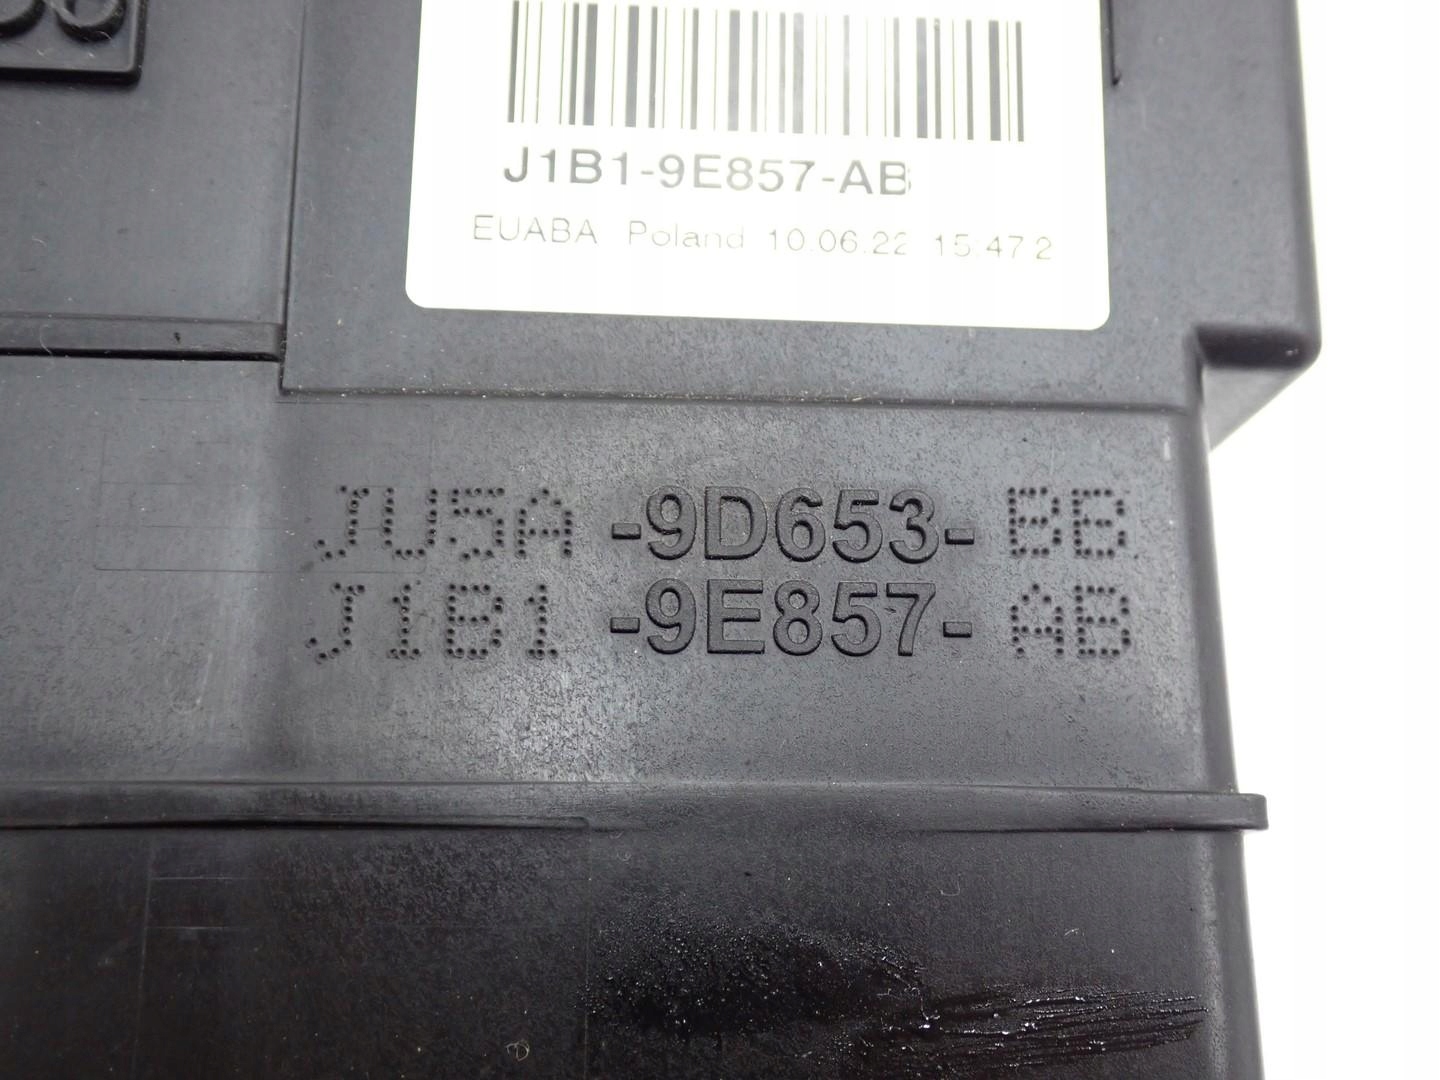 J1B1-9E857-AB
EUABA Poland 10.06.22 15:47 2
JU5A-9D653-BB
J1B1-9E857-AB